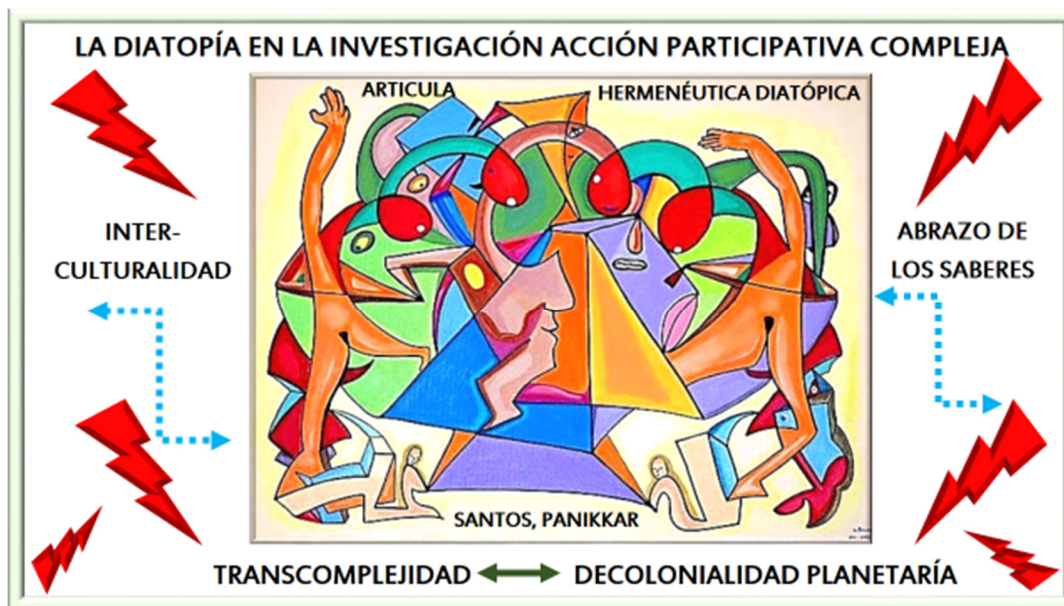 LA DIATOPÍA EN LA INVESTIGACIÓN ACCIÓN PARTICIPATIVA COMPLEJA
ARTICULA
HERMENÉUTICA DIATÓPICA
INTER-
CULTURALIDAD
ABRAZO DE
LOS SABERES
SANTOS, PANIKKAR
TRANSCOMPLEJIDAD
DECOLONIALIDAD PLANETARÍA